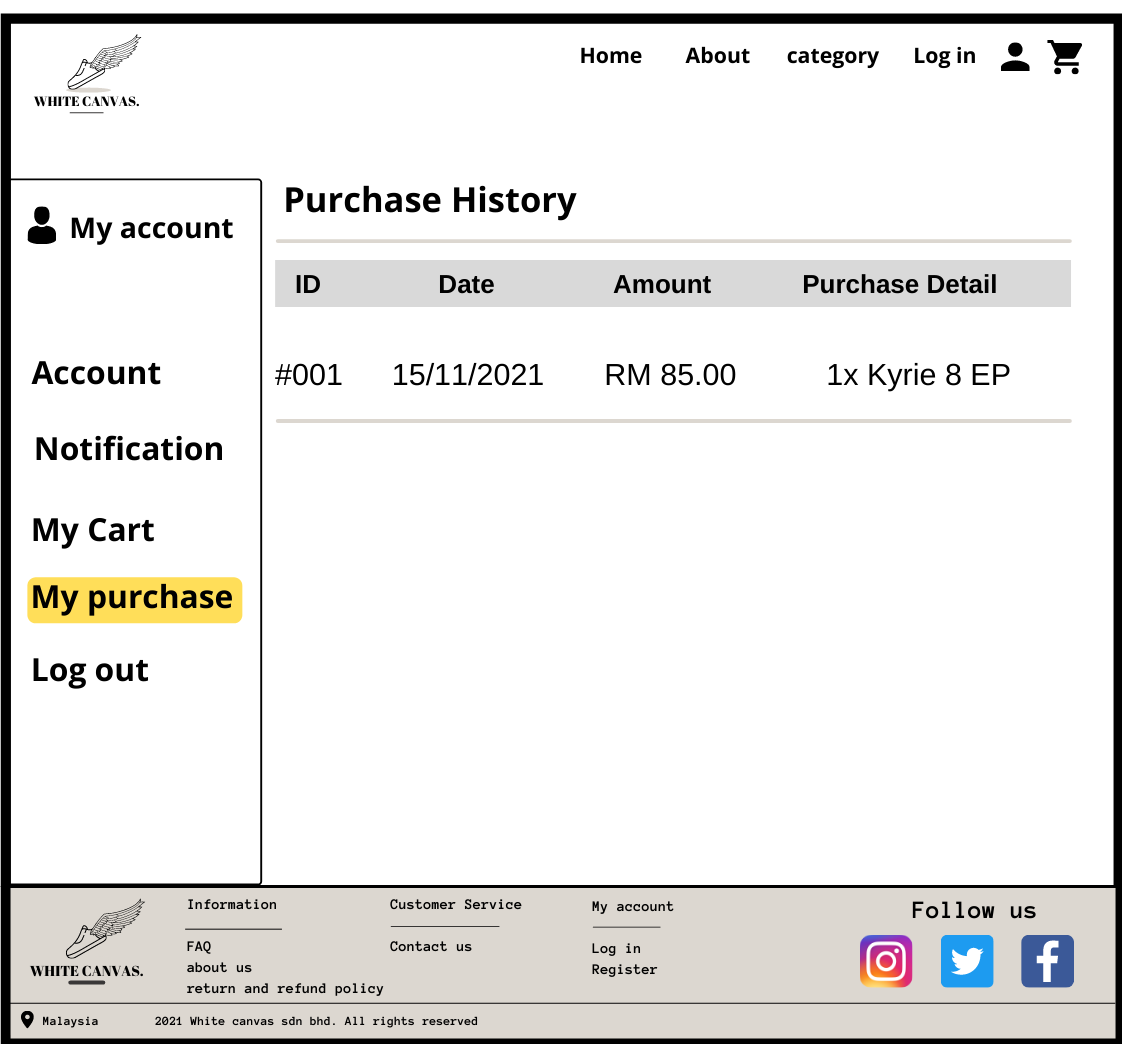 Home About category Log in
WHITE CANVAS.
My account
Account
Notification
My Cart
My purchase
Log out
Purchase History
ID Date Amount Purchase Detail
#001 15/11/2021 RM 85.00 1x Kyrie 8 EP
WHITE CANVAS.
Information
FAQ
about us
return and refund policy
Customer Service
Contact us
My account
Log in
Register
Follow us
Malaysia 2021 White canvas sdn bhd. All rights reserved